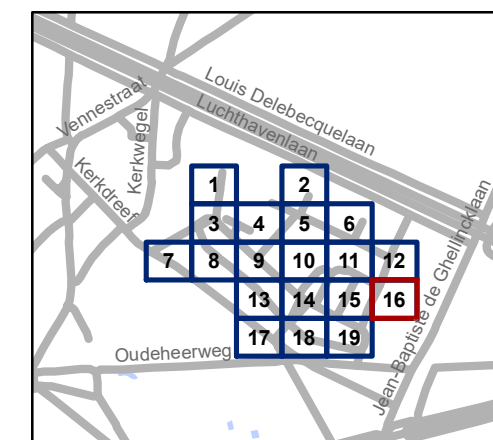 Louis Delebecquelaan
Luchthavenlaan
Vennestraat
Kerkwegel
Kerkdreef
Jean-Baptiste de Ghellincklaan
1 2
3 4 5 6
7 8 9 10 11 12
13 14 15 16
17 18 19
Oudeheerweg